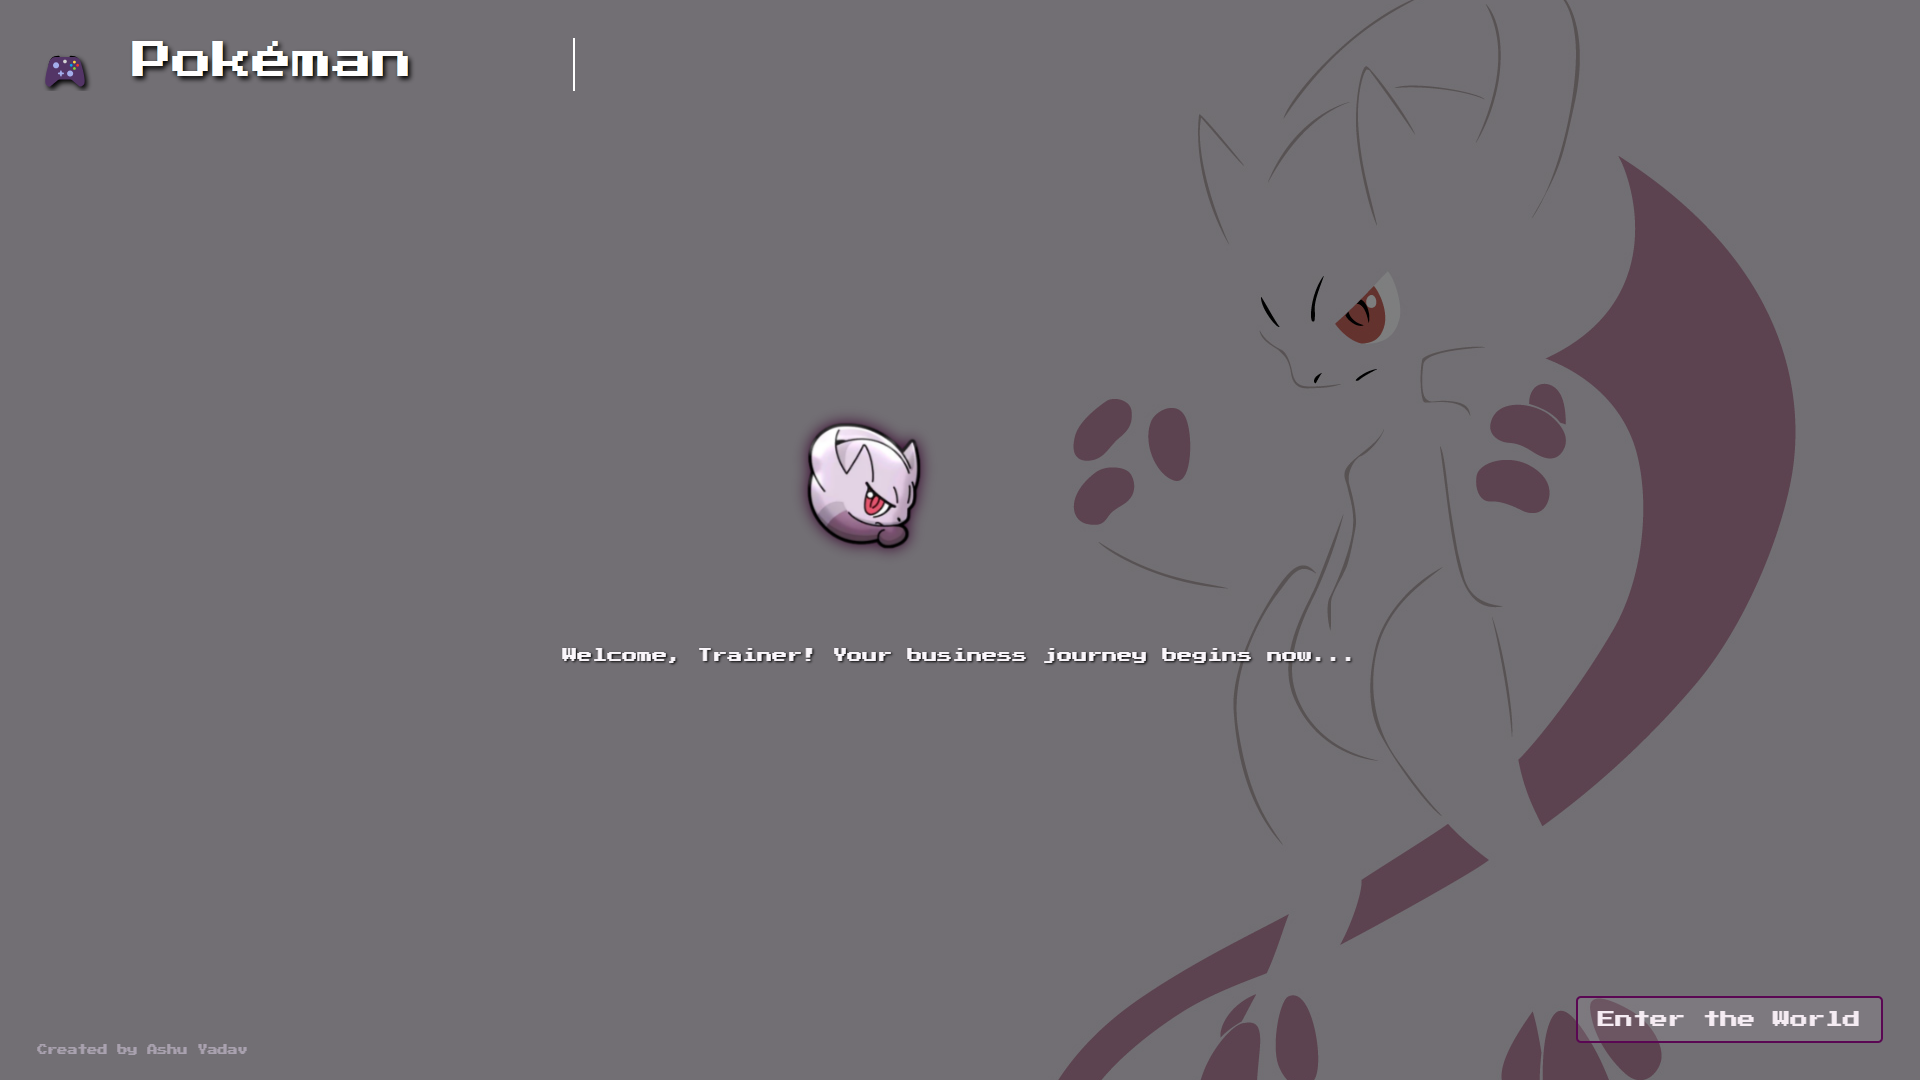 Pokéman
Welcome, Trainer! Your business journey begins now...
Enter the World
Created by Ashu Yadav